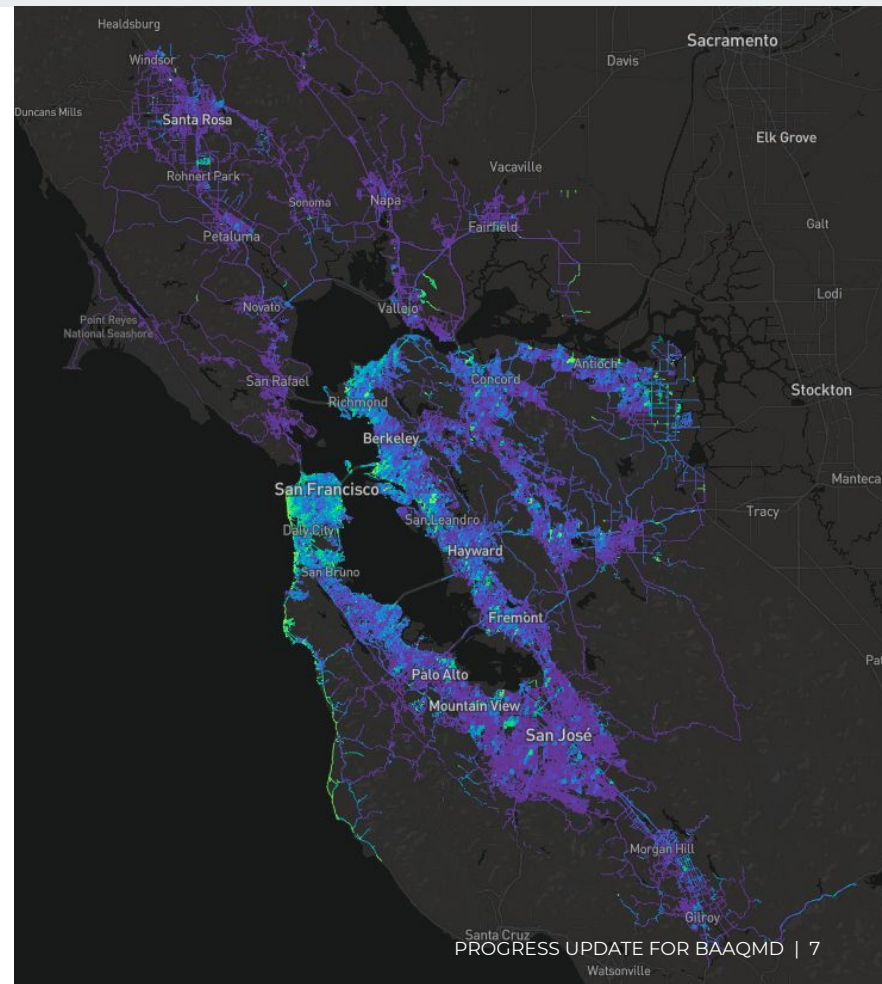 Healdsburg
Sacramento
Windsor
Davis
Duncans Mills
Santa Rosa
Elk Grove
Vacaville
Rohnert Park
Sonoma
Napa
Galt
Petaluma
Fairfield
Lodi
Novato
Vallejo
Point Reyes
National Seashore
Antioch
San Rafael
Concord
Stockton
Richmond
Berkeley
Manteca
San Francisco
Tracy
San Leandro
Daly City
Hayward
San Bruno
Fremont
Pat
Palo Alto
Mountain View
San José
Morgan Hill
Gilroy
Santa Cruz
PROGRESS UPDATE FOR BAAQMD | 7
Watsonville